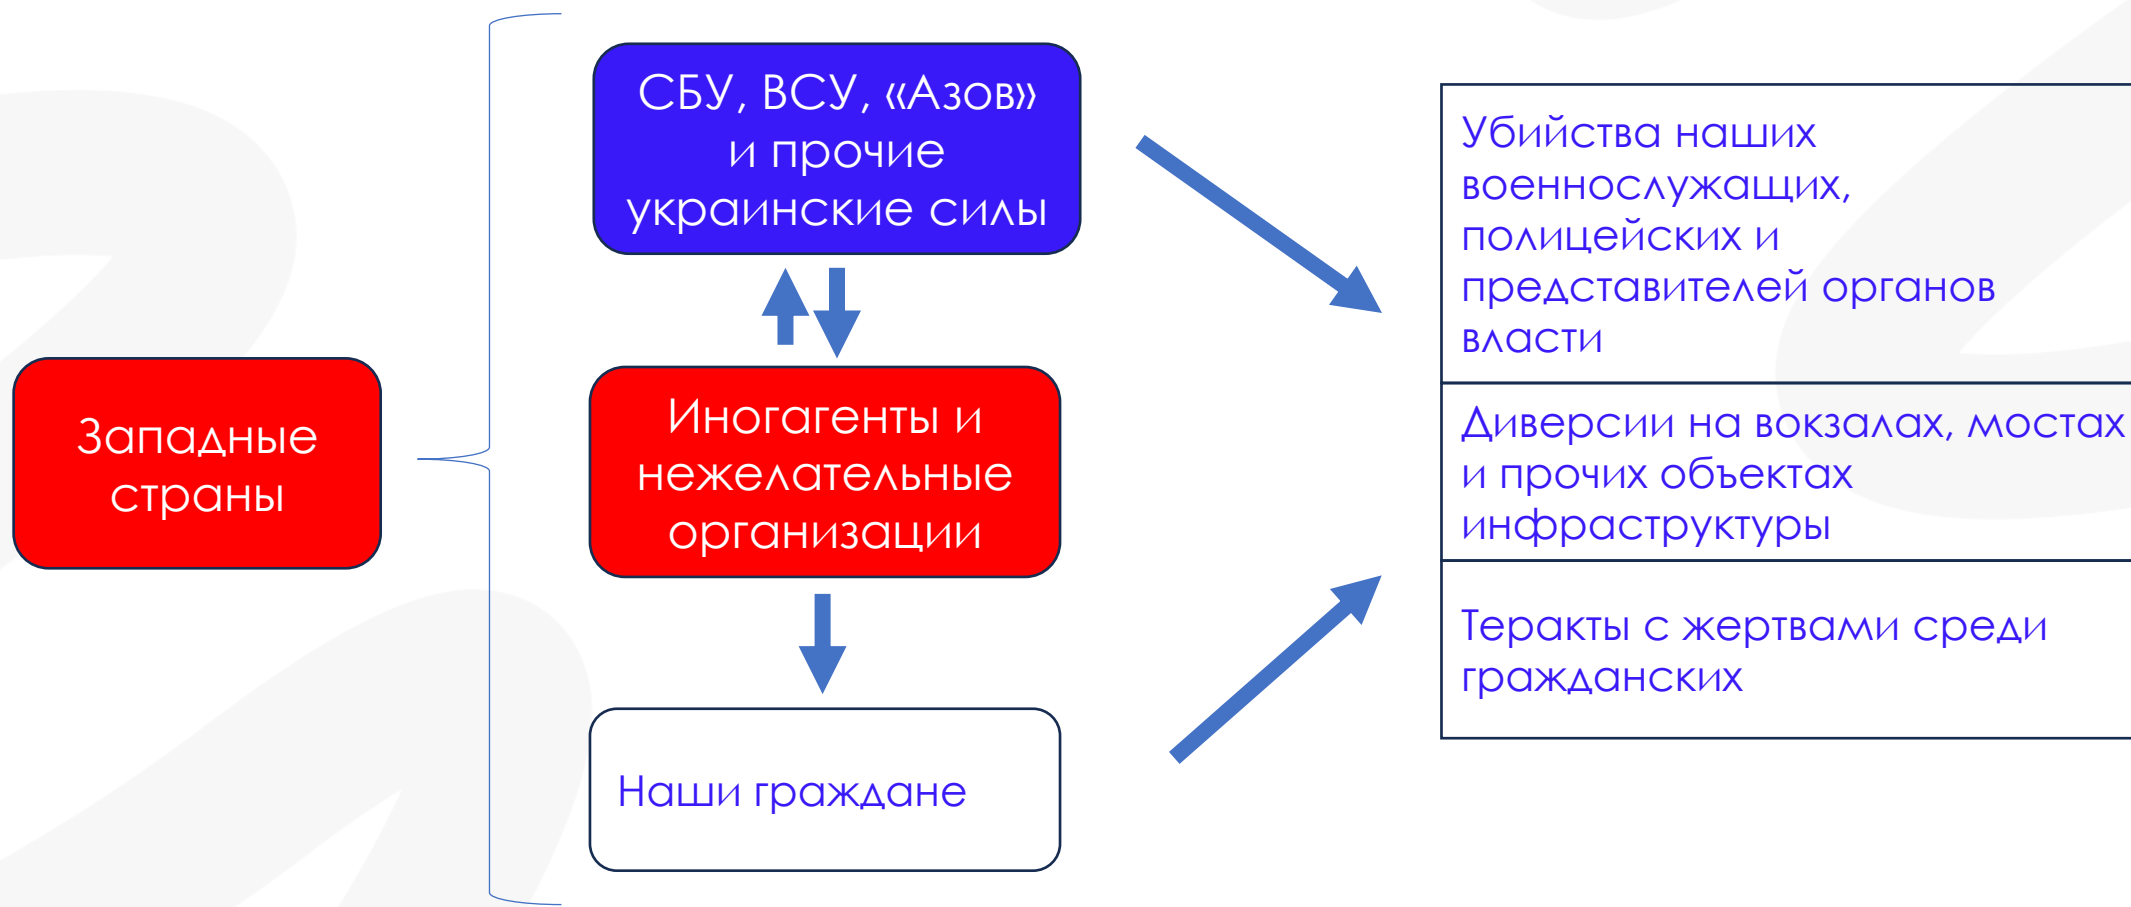 СБУ, ВСУ, «Азов»
и прочие
украинские силы
Западные
страны
Иногагенты и
нежелательные
организации
Наши граждане
Убийства наших
военнослужащих,
полицейских и
представителей органов
власти
Диверсии на вокзалах, мостах
и прочих объектах
инфраструктуры
Теракты с жертвами среди
гражданских